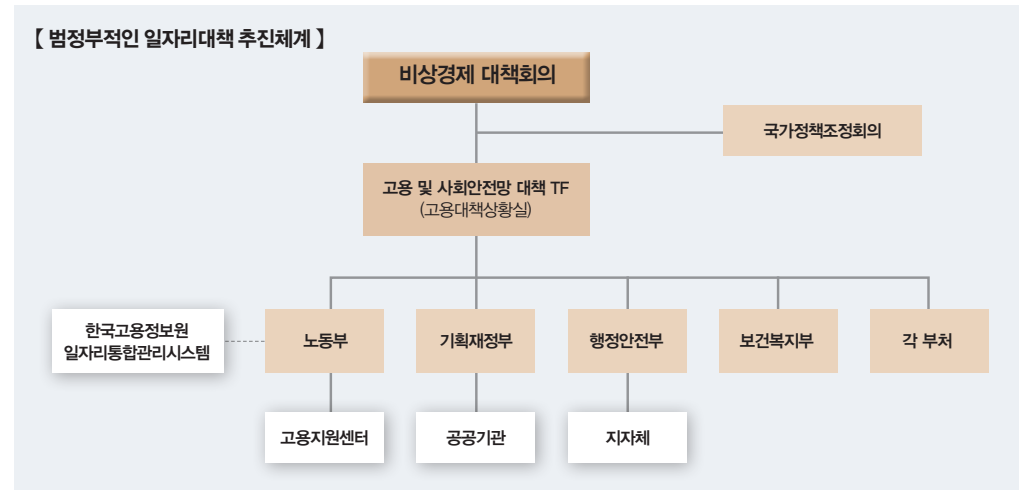 【 범정부적인 일자리대책 추진체계 】
비상경제 대책회의
국가정책조정회의
고용 및 사회안전망 대책 TF
(고용대책상황실)
한국고용정보원
일자리통합관리시스템
노동부
기획재정부
행정안전부
보건복지부
각 부처
고용지원센터
공공기관
지자체